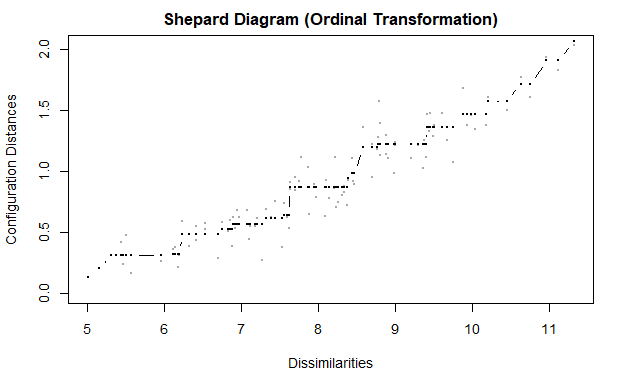 Shepard Diagram (Ordinal Transformation)
Configuration Distances
2.0
1.5
1.0
0.5
0.0
5 6 7 8 9 10 11
Dissimilarities